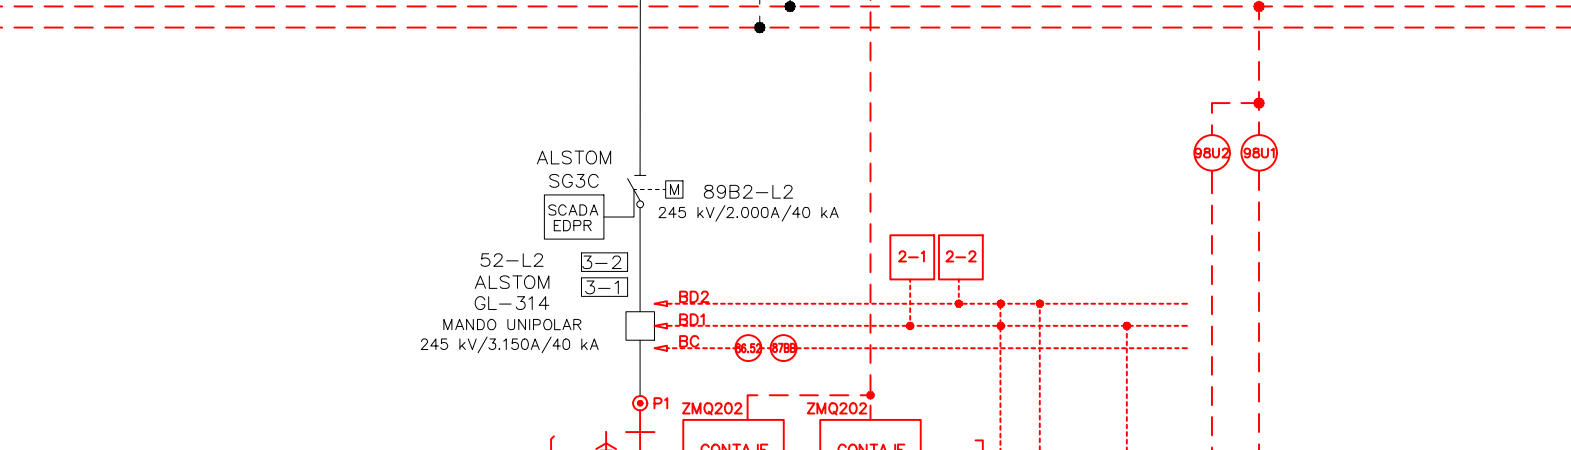 98U2
98U1
ALSTOM
SG3C
M
89B2-L2
245 kV/2.000A/40 kA
SCADA
EDPR
2-1
2-2
52-L2
3-2
ALSTOM
3-1
GL-314
MANDO UNIPOLAR
245 kV/3.150A/40 kA
BD2
BD1
BC
86.52
87BB
P1
ZMQ202
ZMQ202
CONTAJE
CONTAJE